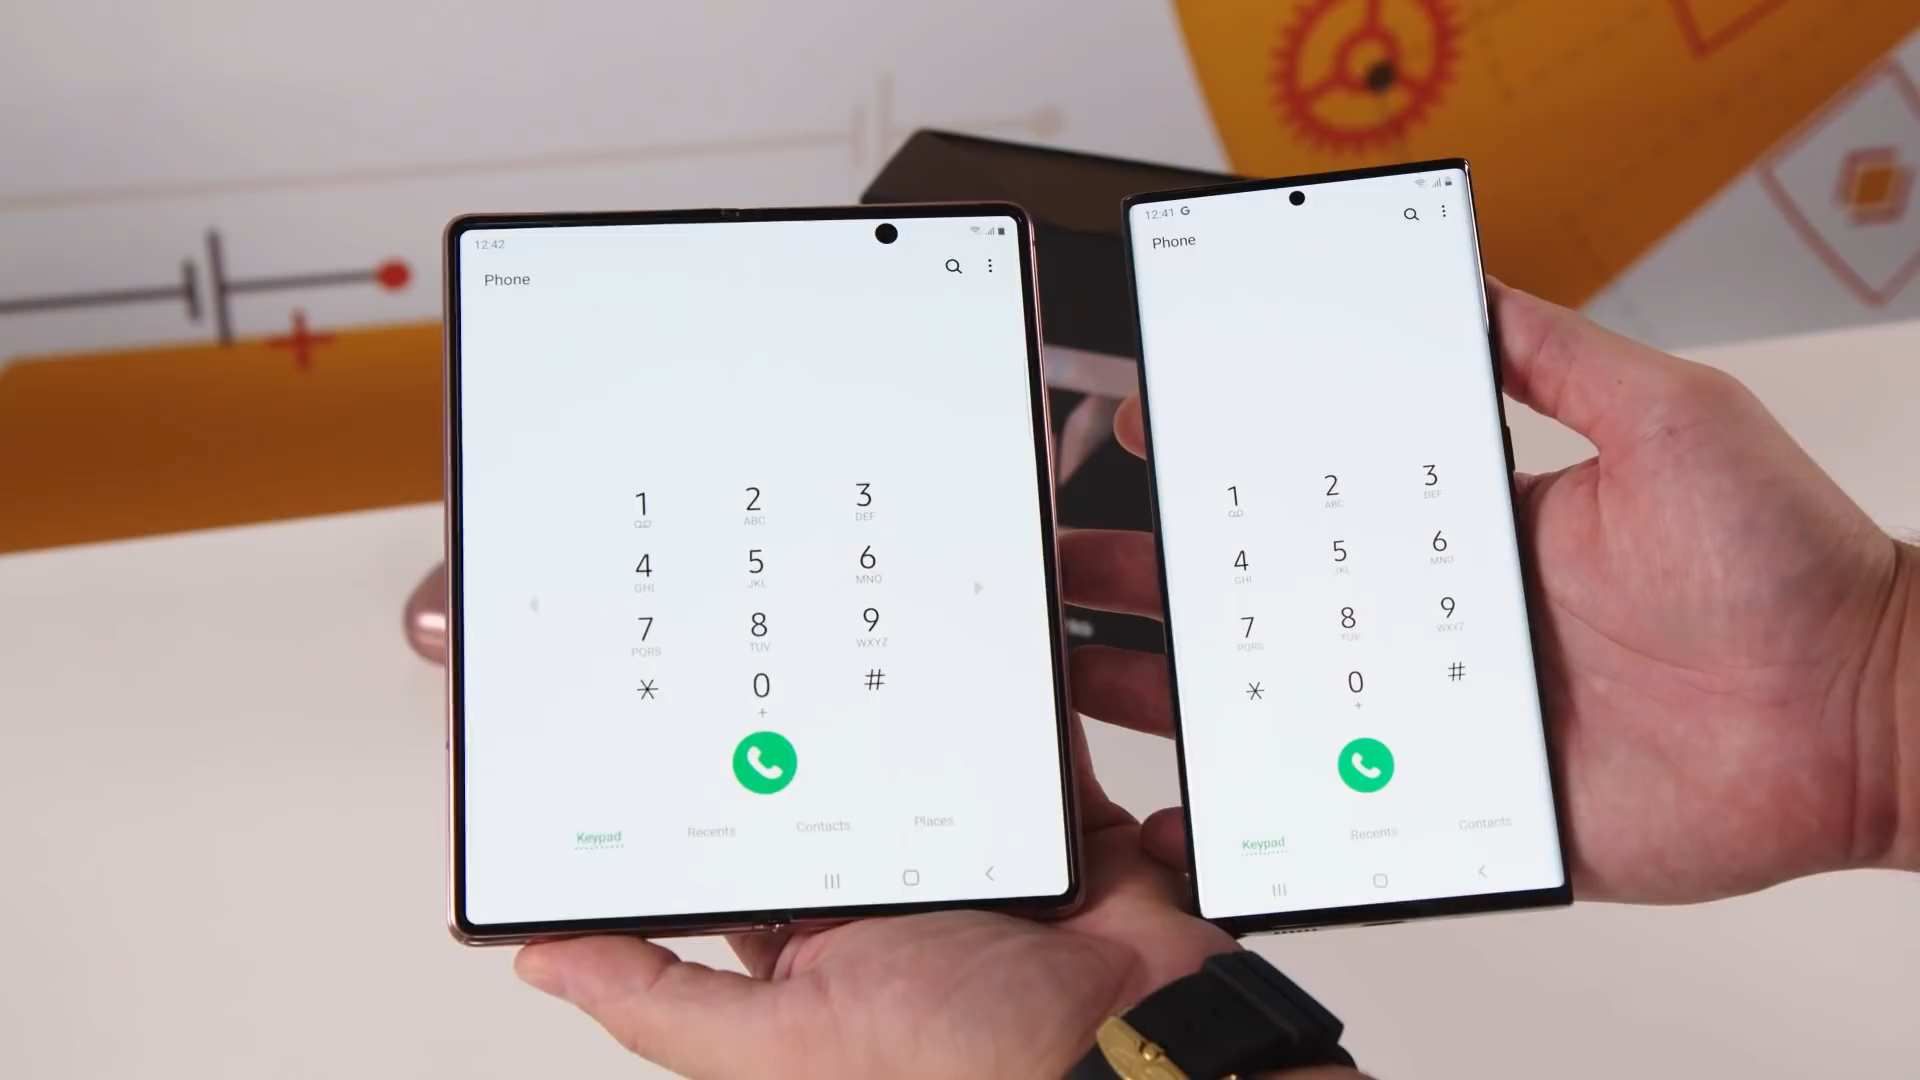 12:42
Phone
1 2 3
ABC DEF
4 5 6
GHI JKL MNO
7 8 9
PQRS TUV WXYZ
* 0 #
+
Keypad Recents Contacts Places
12:41 G
Phone
1 2 3
ABC DEF
4 5 6
GHI JKL MNO
7 8 9
PQRS TUV WXYZ
* 0 #
+
Keypad Recents Contacts